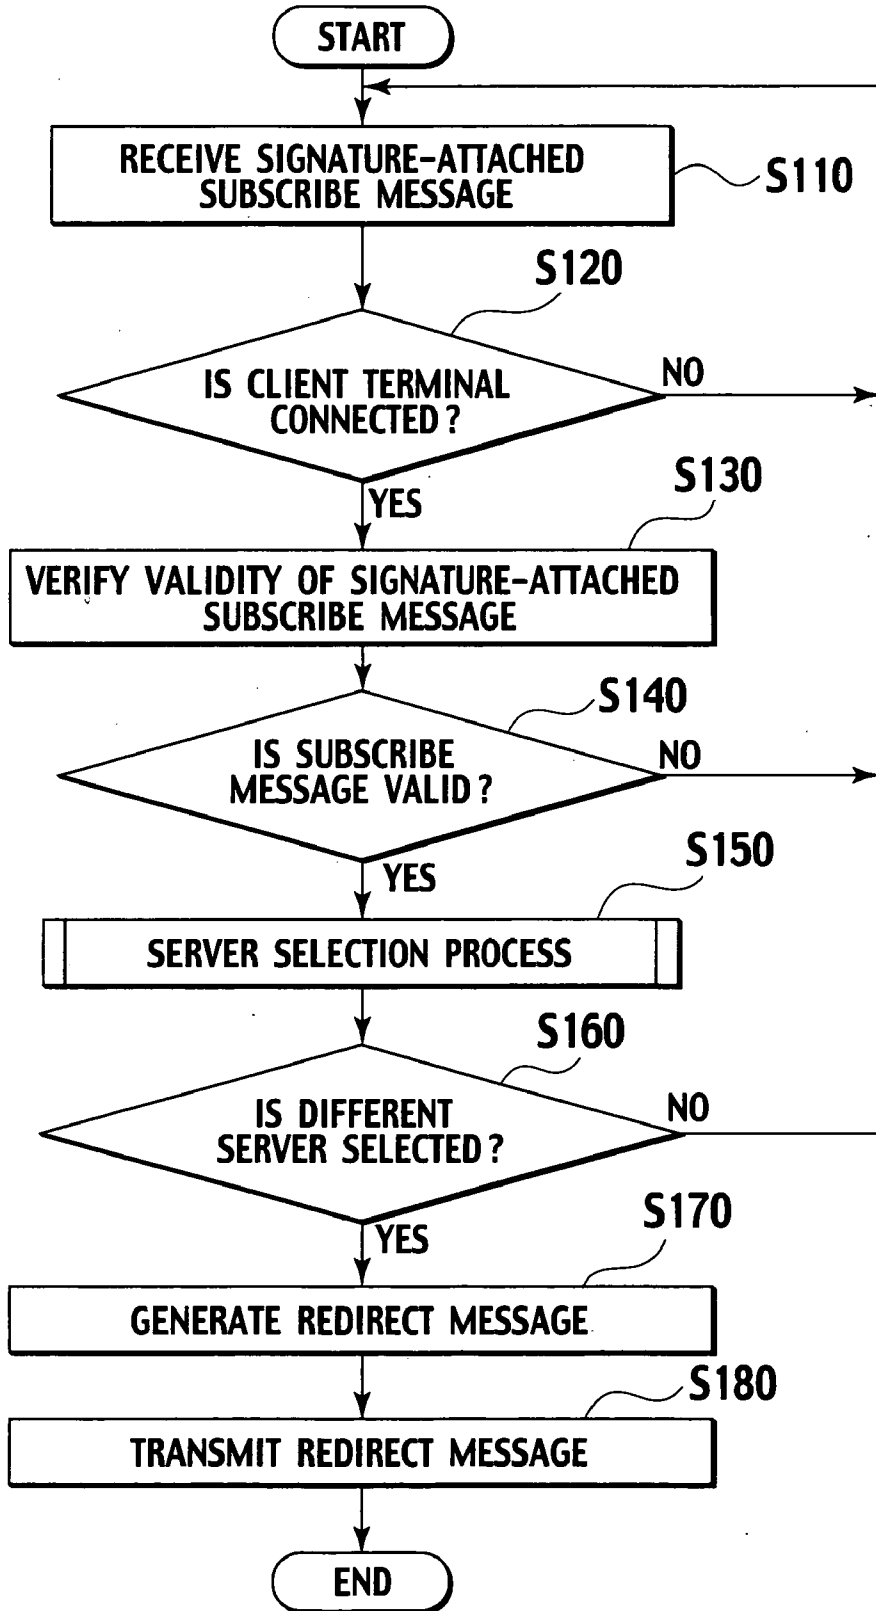 START
RECEIVE SIGNATURE-ATTACHED
SUBSCRIBE MESSAGE
S110
S120
IS CLIENT TERMINAL
CONNECTED?
NO
YES
S130
VERIFY VALIDITY OF SIGNATURE-ATTACHED
SUBSCRIBE MESSAGE
S140
IS SUBSCRIBE
MESSAGE VALID?
NO
YES
S150
SERVER SELECTION PROCESS
S160
IS DIFFERENT
SERVER SELECTED?
NO
YES
S170
GENERATE REDIRECT MESSAGE
S180
TRANSMIT REDIRECT MESSAGE
END